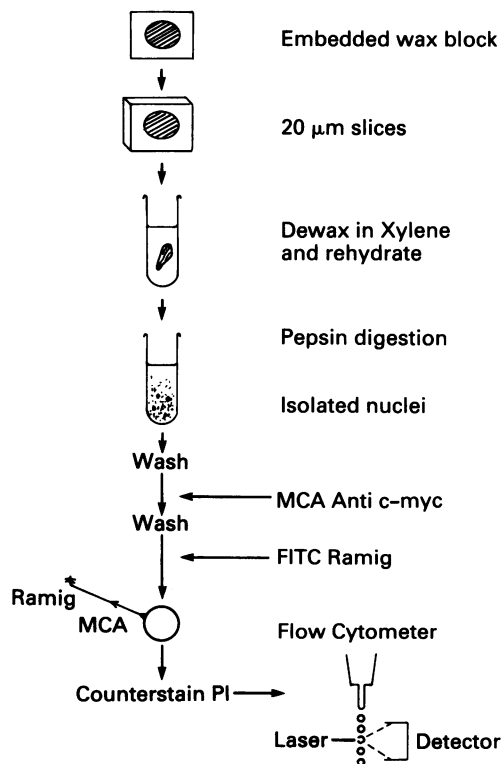 Embedded wax block
20 μm slices
Dewax in Xylene
and rehydrate
Pepsin digestion
Isolated nuclei
Wash
MCA Anti c-myc
Wash
FITC Ramig
Ramig
MCA
Flow Cytometer
Counterstain PI
Laser
Detector